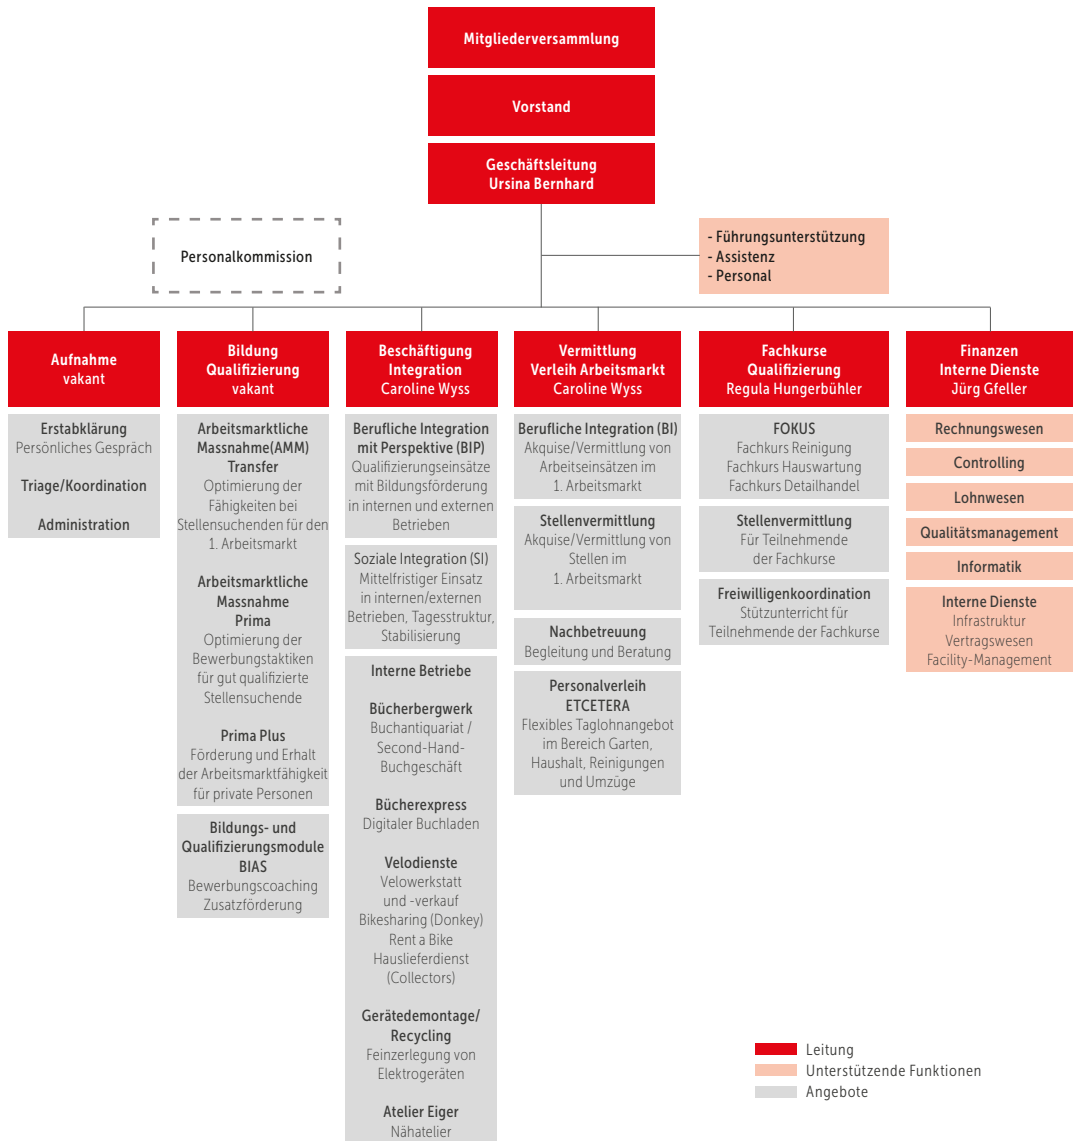 Mitgliederversammlung
Vorstand
Geschäftsleitung
Ursina Bernhard
Personalkommission
- Führungsunterstützung
- Assistenz
- Personal
Aufnahme
vakant
Erstabklärung
Persönliches Gespräch
Triage/Koordination
Administration
Bildung
Qualifizierung
vakant
Arbeitsmarktliche
Massnahme(AMM)
Transfer
Optimierung der
Fähigkeiten bei
Stellensuchenden für den
1. Arbeitsmarkt
Arbeitsmarktliche
Massnahme
Prima
Optimierung der
Bewerbungstaktiken
für gut qualifizierte
Stellensuchende
Prima Plus
Förderung und Erhalt
der Arbeitsmarktfähigkeit
für private Personen
Bildungs- und
Qualifizierungsmodule
BIAS
Bewerbungscoaching
Zusatzförderung
Beschäftigung
Integration
Caroline Wyss
Berufliche Integration
mit Perspektive (BIP)
Qualifizierungseinsätze
mit Bildungsförderung
in internen und externen
Betrieben
Soziale Integration (SI)
Mittelfristiger Einsatz
in internen/externen
Betrieben, Tagesstruktur,
Stabilisierung
Interne Betriebe
Bücherbergwerk
Buchantiquariat /
Second-Hand-
Buchgeschäft
Bücherexpress
Digitaler Buchladen
Velodienste
Velowerkstatt
und -verkauf
Bikesharing (Donkey)
Rent a Bike
Hauslieferdienst
(Collectors)
Gerätedemontage/
Recycling
Feinzerlegung von
Elektrogeräten
Atelier Eiger
Nähatelier
Vermittlung
Verleih Arbeitsmarkt
Caroline Wyss
Berufliche Integration (BI)
Akquise/Vermittlung von
Arbeitseinsätzen im
1. Arbeitsmarkt
Stellenvermittlung
Akquise/Vermittlung von
Stellen im
1. Arbeitsmarkt
Nachbetreuung
Begleitung und Beratung
Personalverleih
ETCETERA
Flexibles Taglohnangebot
im Bereich Garten,
Haushalt, Reinigungen
und Umzüge
Fachkurse
Qualifizierung
Regula Hungerbühler
FOKUS
Fachkurs Reinigung
Fachkurs Hauswartung
Fachkurs Detailhandel
Stellenvermittlung
Für Teilnehmende
der Fachkurse
Freiwilligenkoordination
Stützunterricht für
Teilnehmende der Fachkurse
Finanzen
Interne Dienste
Jürg Gfeller
Rechnungswesen
Controlling
Lohnwesen
Qualitätsmanagement
Informatik
Interne Dienste
Infrastruktur
Vertragswesen
Facility-Management
Leitung
Unterstützende Funktionen
Angebote